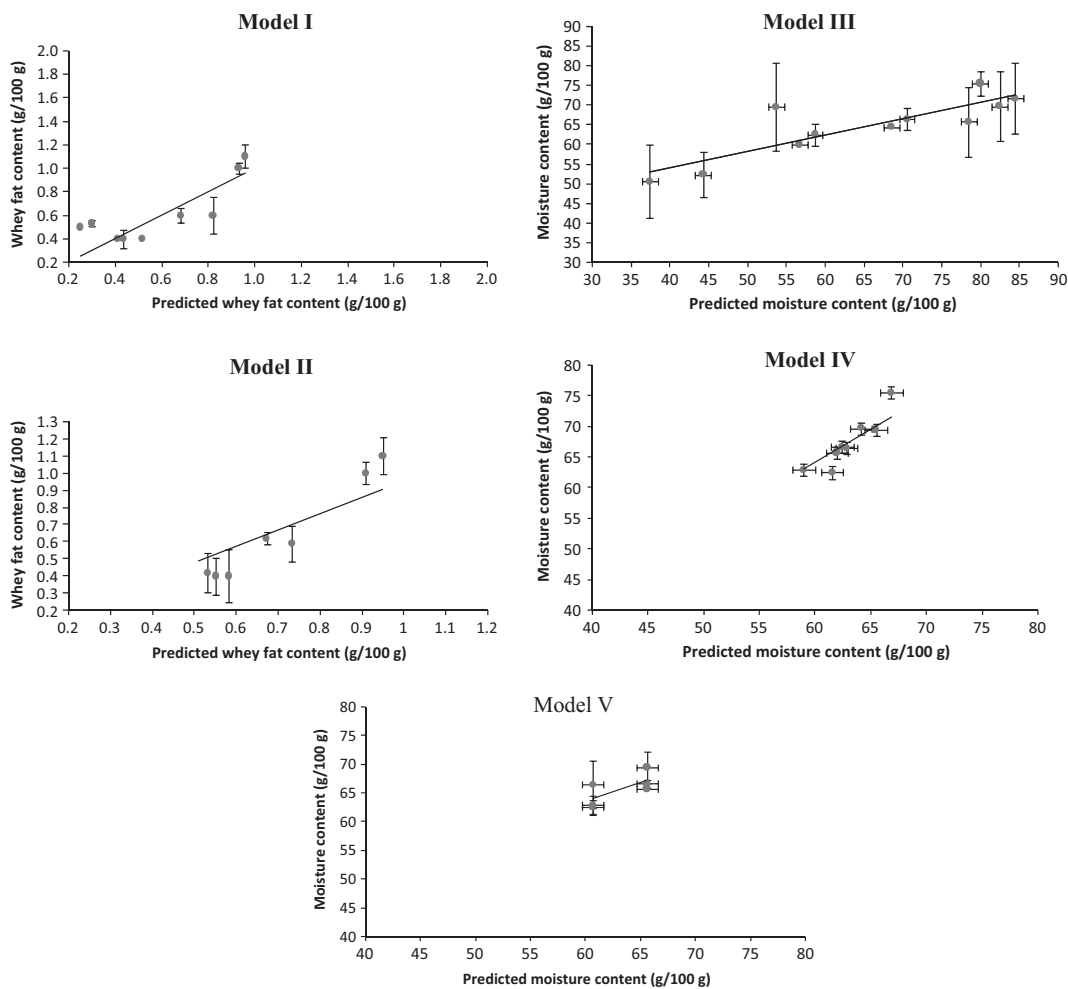 Model I
2.0
1.8
1.6
1.4
1.2
1.0
0.8
0.6
0.4
0.2
Whey fat content (g/100 g)
0.2 0.4 0.6 0.8 1.0 1.2 1.4 1.6 1.8 2.0
Predicted whey fat content (g/100 g)
Model III
90
85
80
75
70
65
60
55
50
45
40
35
30
Moisture content (g/100 g)
30 35 40 45 50 55 60 65 70 75 80 85 90
Predicted moisture content (g/100 g)
Model II
1.3
1.2
1.1
1.0
0.9
0.8
0.7
0.6
0.5
0.4
0.3
0.2
Whey fat content (g/100 g)
0.2 0.3 0.4 0.5 0.6 0.7 0.8 0.9 1 1.1 1.2
Predicted whey fat content (g/100 g)
Model IV
80
75
70
65
60
55
50
45
40
Moisture content (g/100 g)
40 45 50 55 60 65 70 75 80
Predicted moisture content (g/100 g)
Model V
80
75
70
65
60
55
50
45
40
Moisture content (g/100 g)
40 45 50 55 60 65 70 75 80
Predicted moisture content (g/100 g)